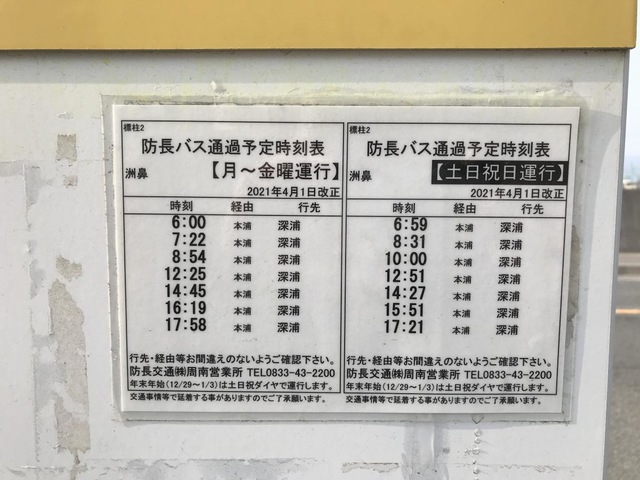 標柱2
防長バス通過予定時刻表
洲鼻 【月～金曜運行】
2021年4月1日改正
時刻 経由 行先
6:00 本浦 深浦
7:22 本浦 深浦
8:54 本浦 深浦
12:25 本浦 深浦
14:45 本浦 深浦
16:19 本浦 深浦
17:58 本浦 深浦
行先・経由等お間違えのないようご確認下さい。
防長交通㈱周南営業所 TEL0833-43-2200
年末年始(12/29～1/3)は土日祝ダイヤで運行します。
交通事情等で延着する事がありますのでご了承願います。
標柱2
防長バス通過予定時刻表
洲鼻 【土日祝日運行】
2021年4月1日改正
時刻 経由 行先
6:59 本浦 深浦
8:31 本浦 深浦
10:00 本浦 深浦
12:51 本浦 深浦
14:27 本浦 深浦
15:51 本浦 深浦
17:21 本浦 深浦
行先・経由等お間違えのないようご確認下さい。
防長交通㈱周南営業所 TEL0833-43-2200
年末年始(12/29～1/3)は土日祝ダイヤで運行します。
交通事情等で延着する事がありますのでご了承願います。